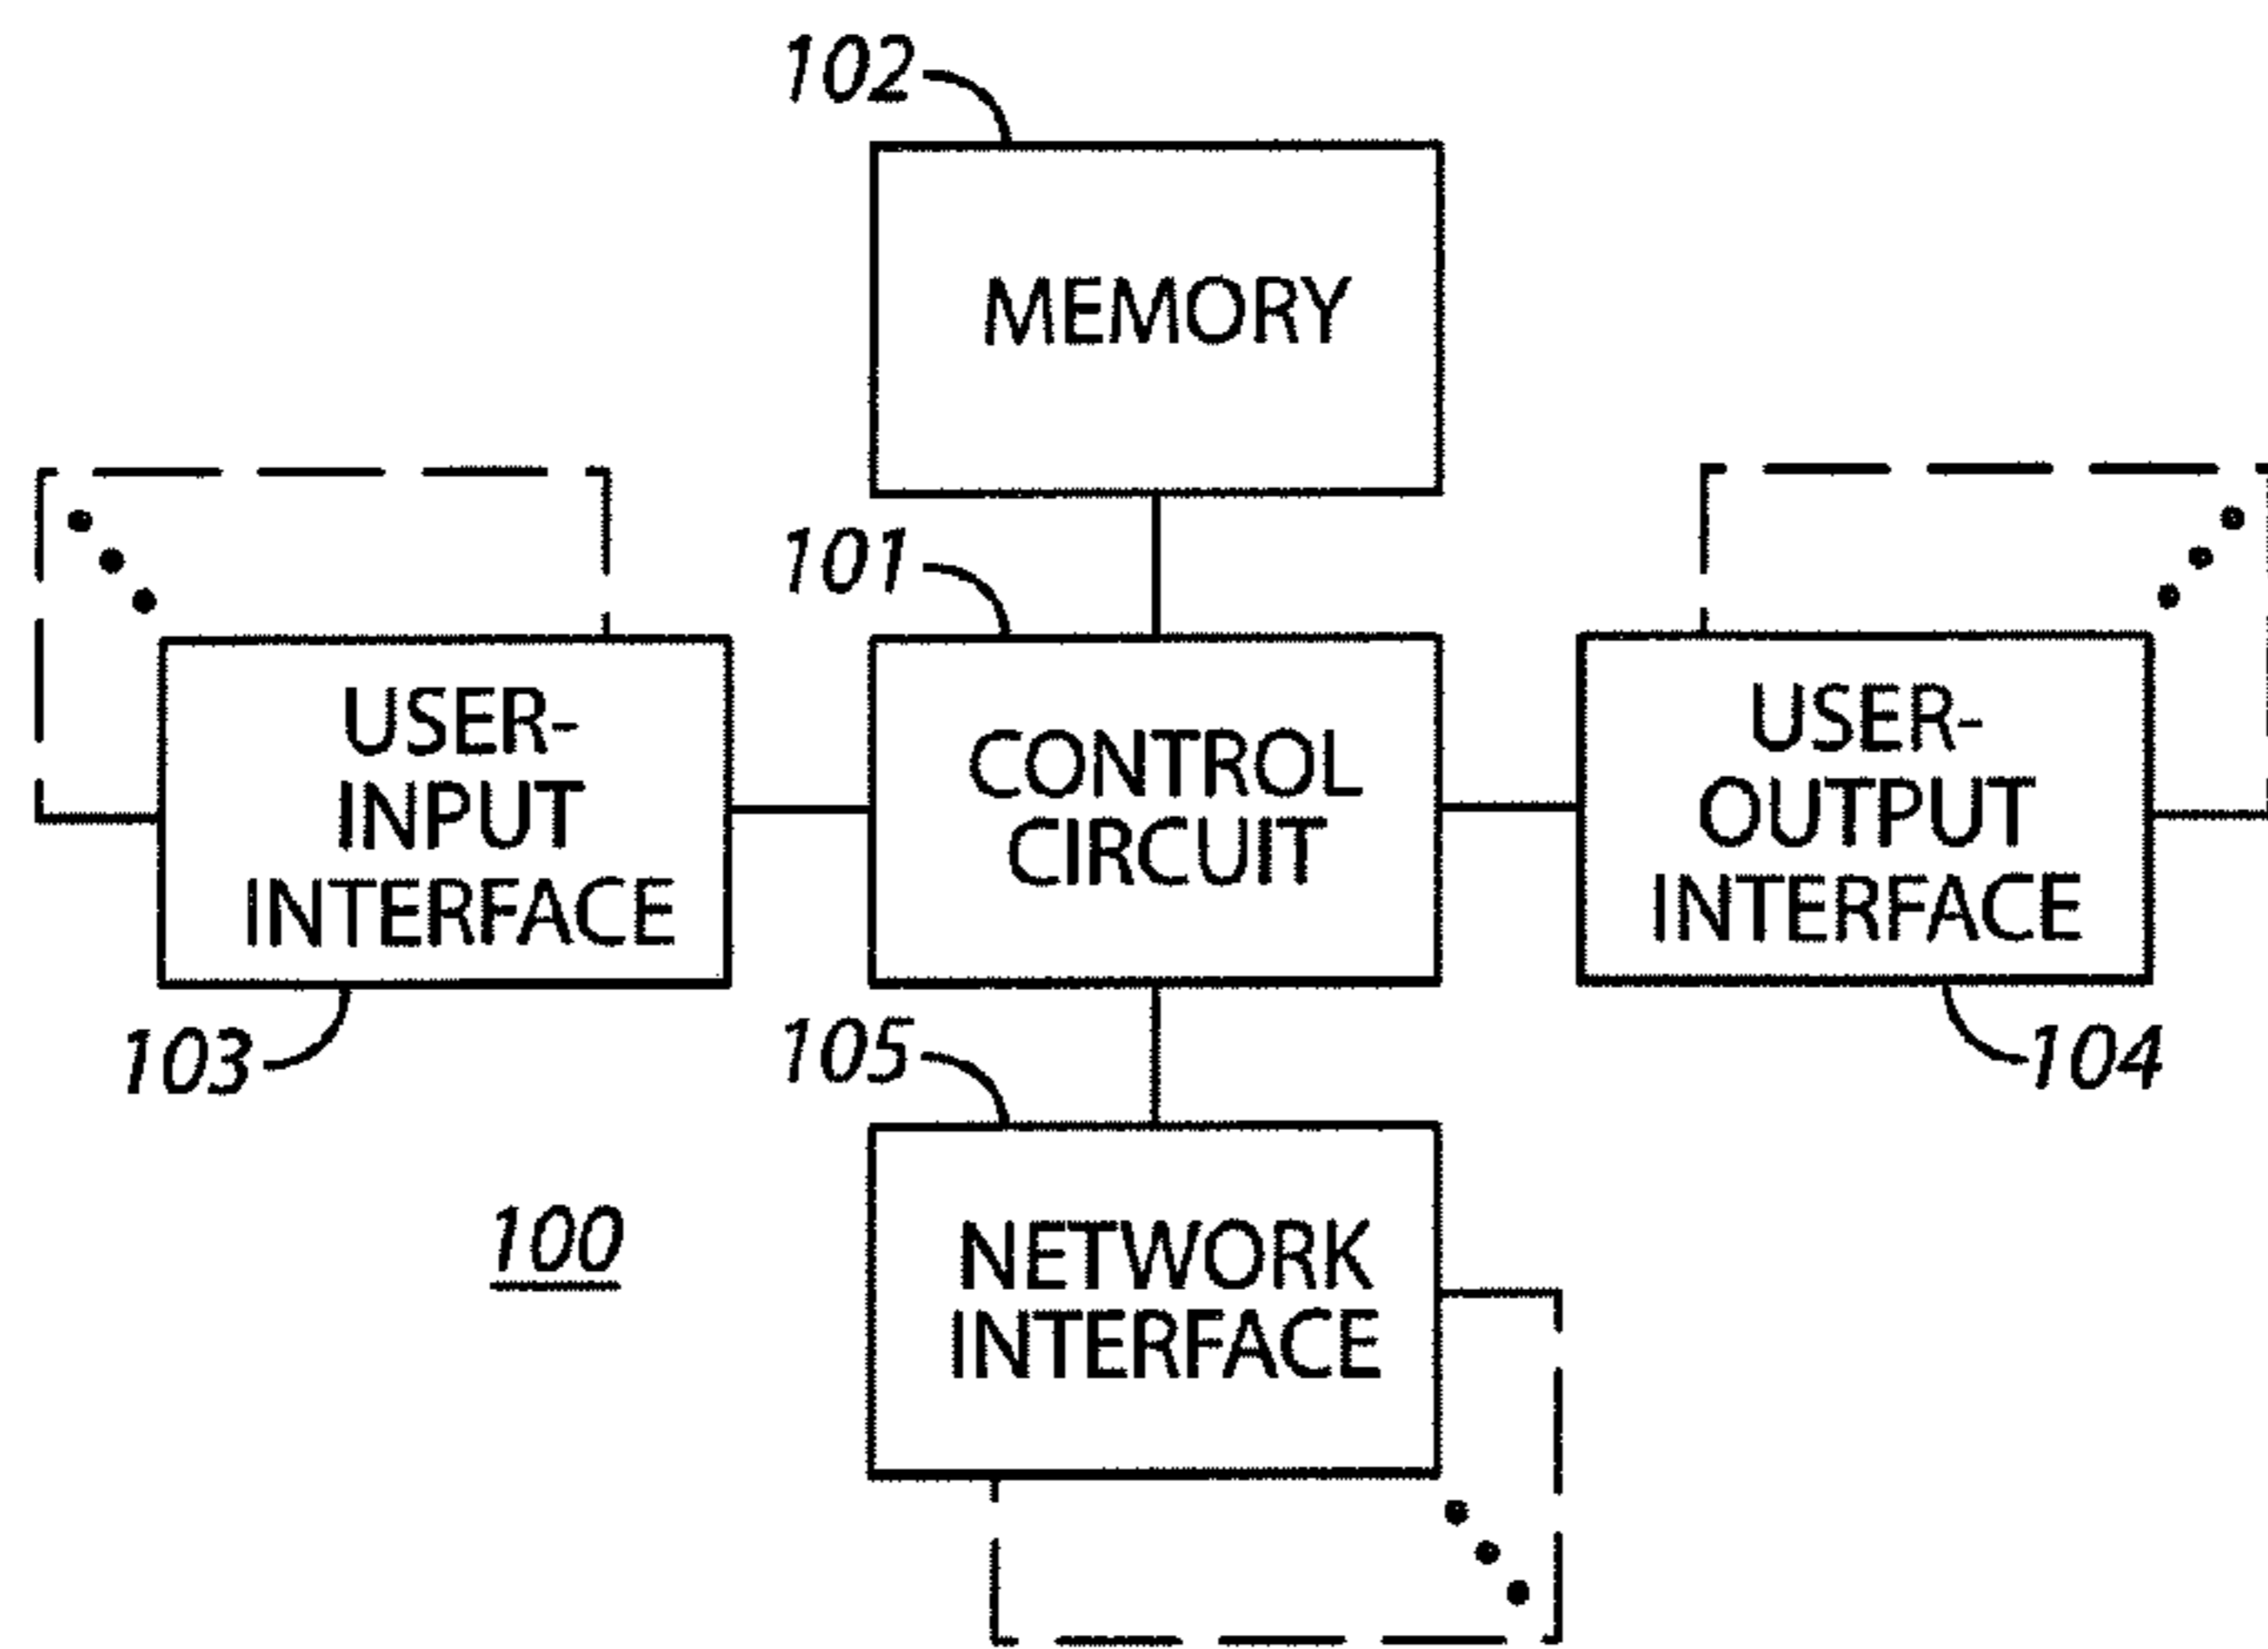 102
MEMORY
101
USER-
INPUT
INTERFACE
CONTROL
CIRCUIT
USER-
OUTPUT
INTERFACE
103
105
104
100
NETWORK
INTERFACE